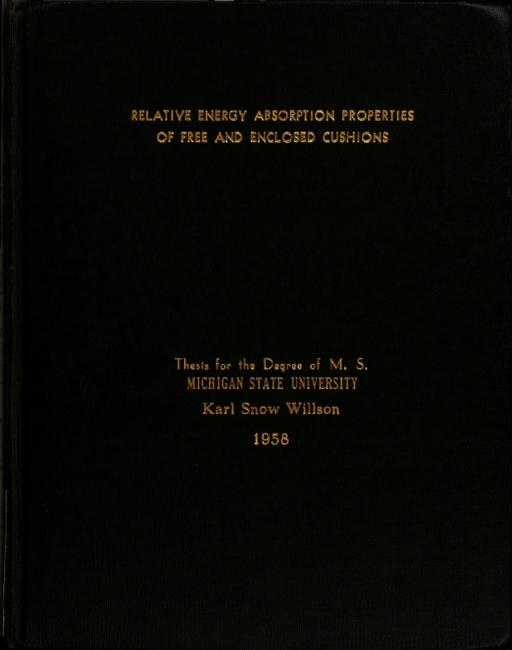 RELATIVE ENERGY ABSORPTION PROPERTIES
OF FREE AND ENCLOSED CUSHIONS
Thesis for the Degree of M. S.
MICHIGAN STATE UNIVERSITY
Karl Snow Willson
1958